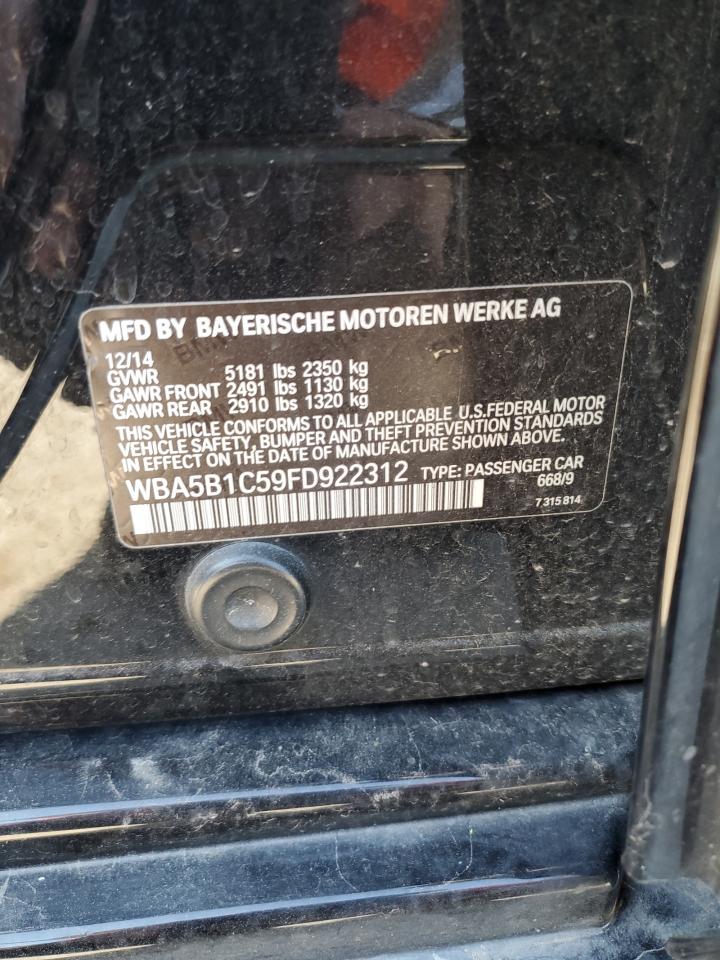 MFD BY BAYERISCHE MOTOREN WERKE AG
12/14
GVWR 5181 lbs 2350 kg
GAWR FRONT 2491 lbs 1130 kg
GAWR REAR 2910 lbs 1320 kg
THIS VEHICLE CONFORMS TO ALL APPLICABLE U.S.FEDERAL MOTOR
VEHICLE SAFETY, BUMPER AND THEFT PREVENTION STANDARDS
IN EFFECT ON THE DATE OF MANUFACTURE SHOWN ABOVE.
WBA5B1C59FD922312 TYPE: PASSENGER CAR
668/9
7 315 814